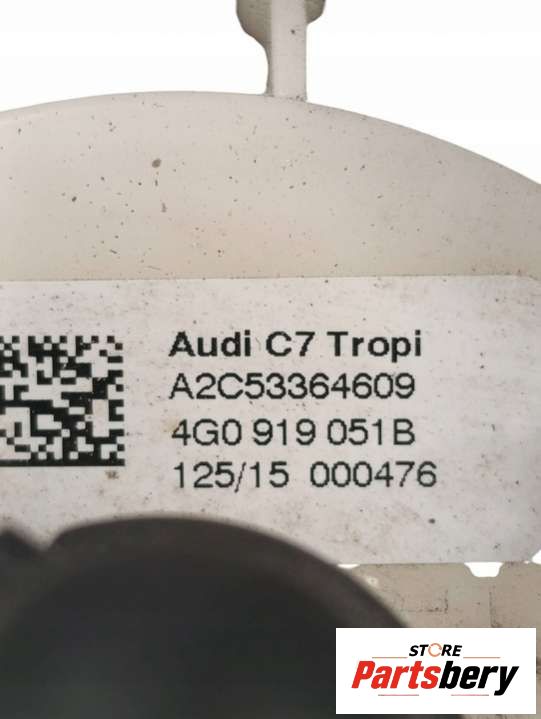 Audi C7 Tropi
A2C53364609
4G0 919 051B
125/15 000476
STORE
Partsbery